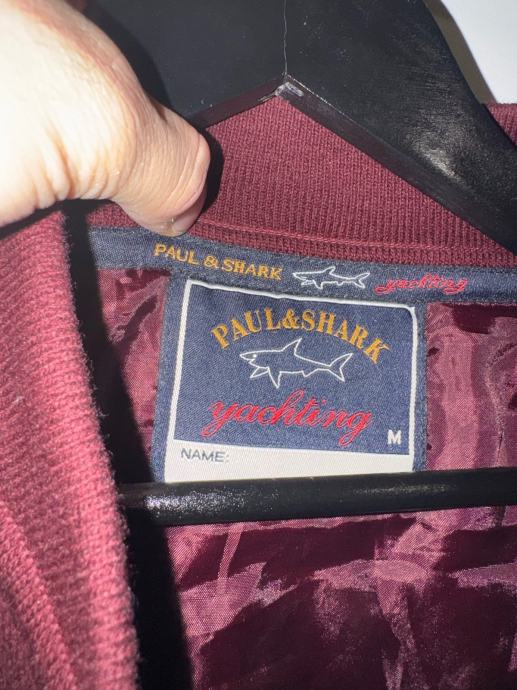 PAUL & SHARK yachting
PAUL&SHARK
yachting
M
NAME: